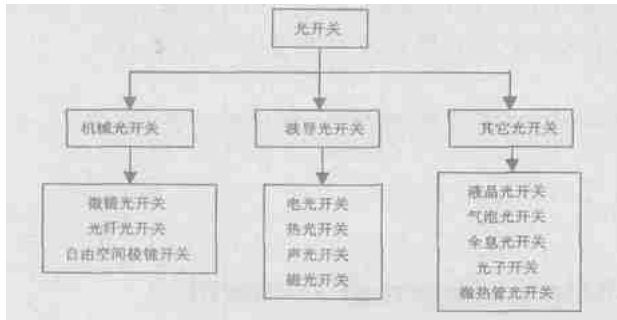 光开关
机械光开关
波导光开关
其它光开关
微镜光开关
光纤光开关
自由空间棱镜开关
电光开关
热光开关
声光开关
磁光开关
液晶光开关
气泡光开关
全息光开关
光子开关
微热管光开关